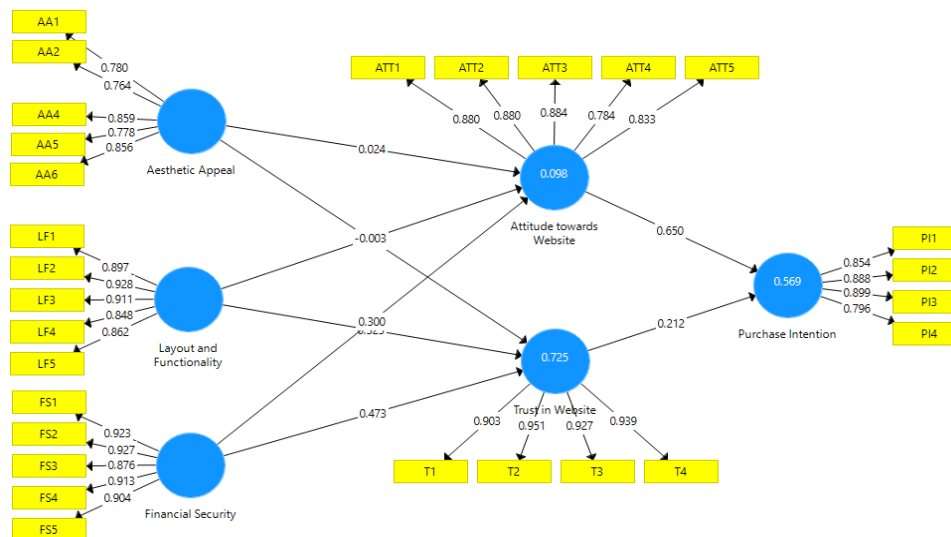 AA1
AA2
AA4
AA5
AA6
0.780
0.764
0.859
0.778
0.856
Aesthetic Appeal
LF1
LF2
LF3
LF4
LF5
0.897
0.928
0.911
0.848
0.862
Layout and
Functionality
FS1
FS2
FS3
FS4
FS5
0.923
0.927
0.876
0.913
0.904
Financial Security
ATT1
ATT2
ATT3
ATT4
ATT5
0.880
0.880
0.884
0.784
0.833
0.024
-0.003
0.300
0.473
0.098
Attitude towards
Website
0.725
Trust in Website
0.903
0.951
0.927
0.939
T1
T2
T3
T4
0.650
0.212
0.569
Purchase Intention
0.854
0.888
0.899
0.796
PI1
PI2
PI3
PI4